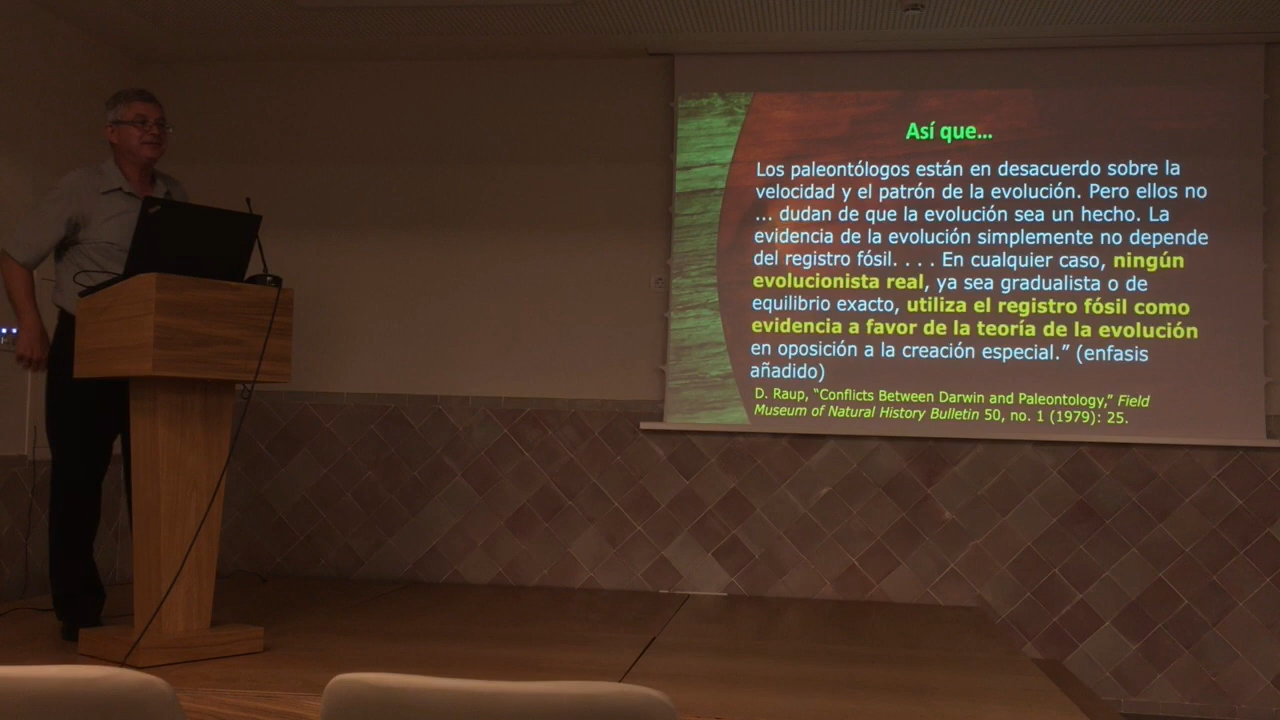 Así que...
Los paleontólogos están en desacuerdo sobre la
velocidad y el patrón de la evolución. Pero ellos no
... dudan de que la evolución sea un hecho. La
evidencia de la evolución simplemente no depende
del registro fósil. . . . En cualquier caso, ningún
evolucionista real, ya sea gradualista o de
equilibrio exacto, utiliza el registro fósil como
evidencia a favor de la teoría de la evolución
en oposición a la creación especial.” (enfasis
añadido)
D. Raup, “Conflicts Between Darwin and Paleontology,” Field
Museum of Natural History Bulletin 50, no. 1 (1979): 25.